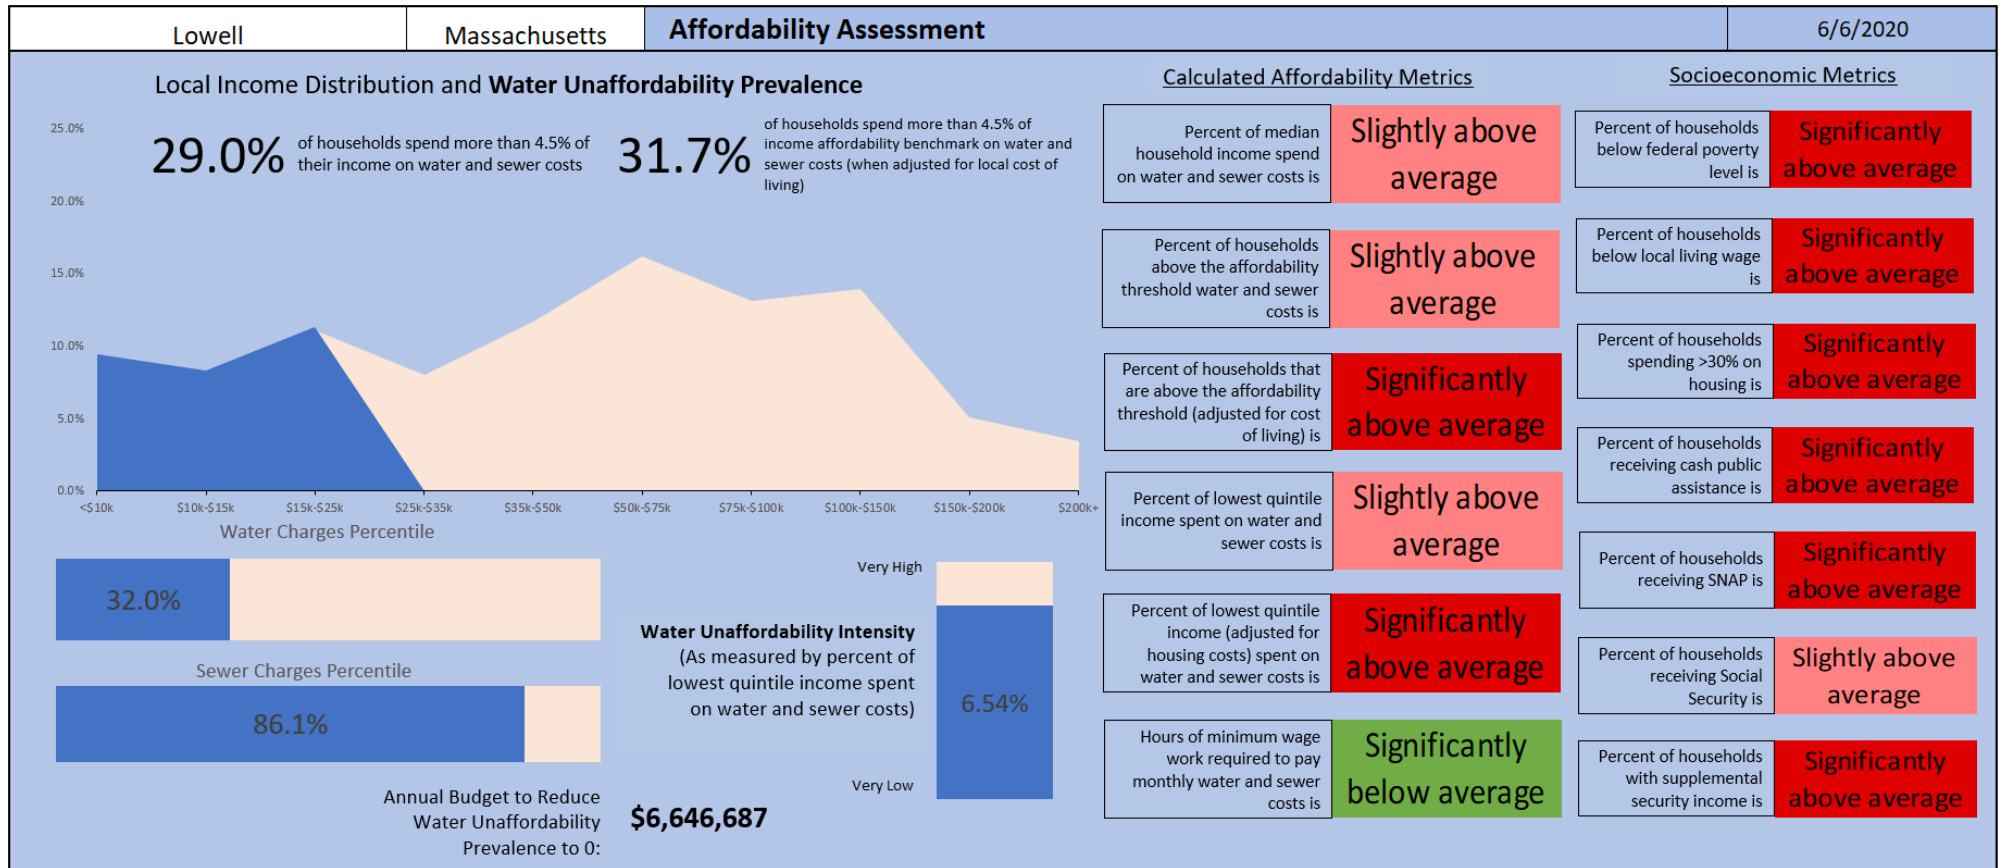 Lowell
Massachusetts
Affordability Assessment
6/6/2020
Local Income Distribution and Water Unaffordability Prevalence
29.0%
of households spend more than 4.5% of
their income on water and sewer costs
31.7%
of households spend more than 4.5% of
income affordability benchmark on water and
sewer costs (when adjusted for local cost of
living)
25.0%
20.0%
15.0%
10.0%
5.0%
0.0%
<$10k
$10k-$15k
$15k-$25k
$25k-$35k
$35k-$50k
$50k-$75k
$75k-$100k
$100k-$150k
$150k-$200k
$200k+
Water Charges Percentile
32.0%
Sewer Charges Percentile
86.1%
Annual Budget to Reduce
Water Unaffordability
Prevalence to 0:
$6,646,687
Water Unaffordability Intensity
(As measured by percent of
lowest quintile income spent
on water and sewer costs)
Very High
6.54%
Very Low
Calculated Affordability Metrics
Percent of median
household income spend
on water and sewer costs is
Slightly above
average
Percent of households
above the affordability
threshold water and sewer
costs is
Slightly above
average
Percent of households that
are above the affordability
threshold (adjusted for cost
of living) is
Significantly
above average
Percent of lowest quintile
income spent on water and
sewer costs is
Slightly above
average
Percent of lowest quintile
income (adjusted for
housing costs) spent on
water and sewer costs is
Significantly
above average
Hours of minimum wage
work required to pay
monthly water and sewer
costs is
Significantly
below average
Socioeconomic Metrics
Percent of households
below federal poverty
level is
Significantly
above average
Percent of households
below local living wage
is
Significantly
above average
Percent of households
spending >30% on
housing is
Significantly
above average
Percent of households
receiving cash public
assistance is
Significantly
above average
Percent of households
receiving SNAP is
Significantly
above average
Percent of households
receiving Social
Security is
Slightly above
average
Percent of households
with supplemental
security income is
Significantly
above average